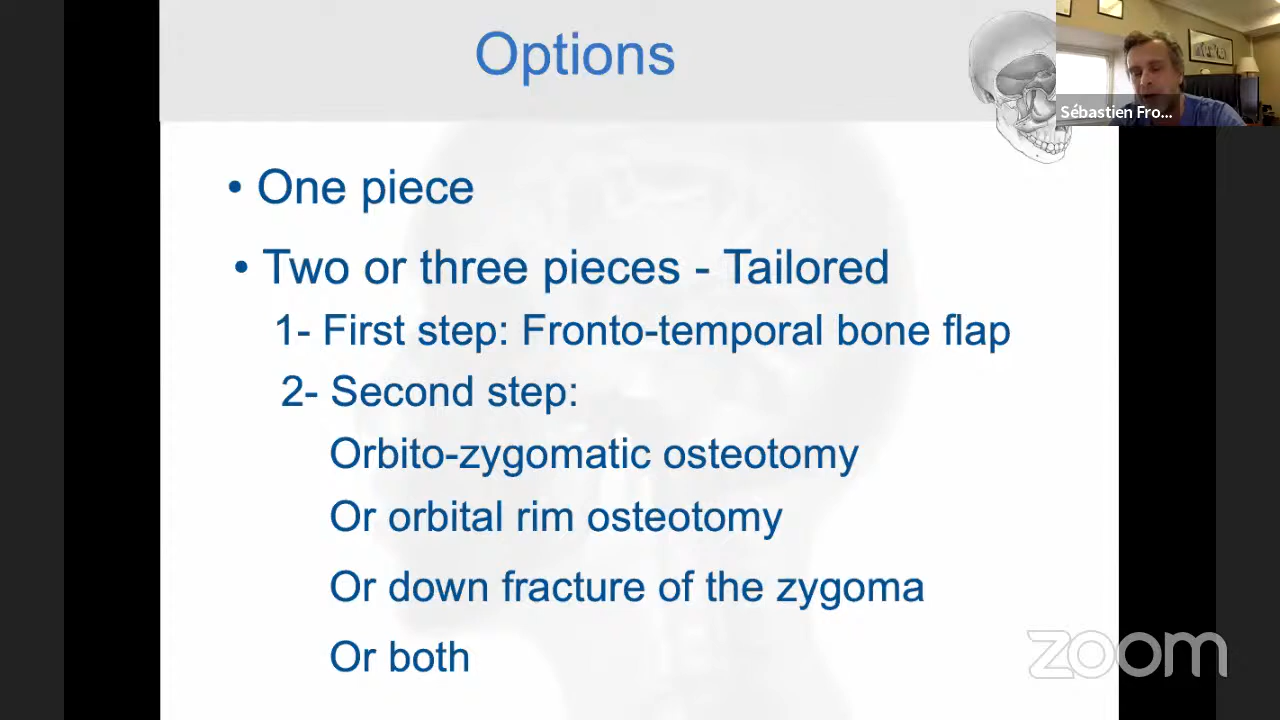 Options
Sébastien Fro...
• One piece
• Two or three pieces - Tailored
1- First step: Fronto-temporal bone flap
2- Second step:
Orbito-zygomatic osteotomy
Or orbital rim osteotomy
Or down fracture of the zygoma
Or both
zoom